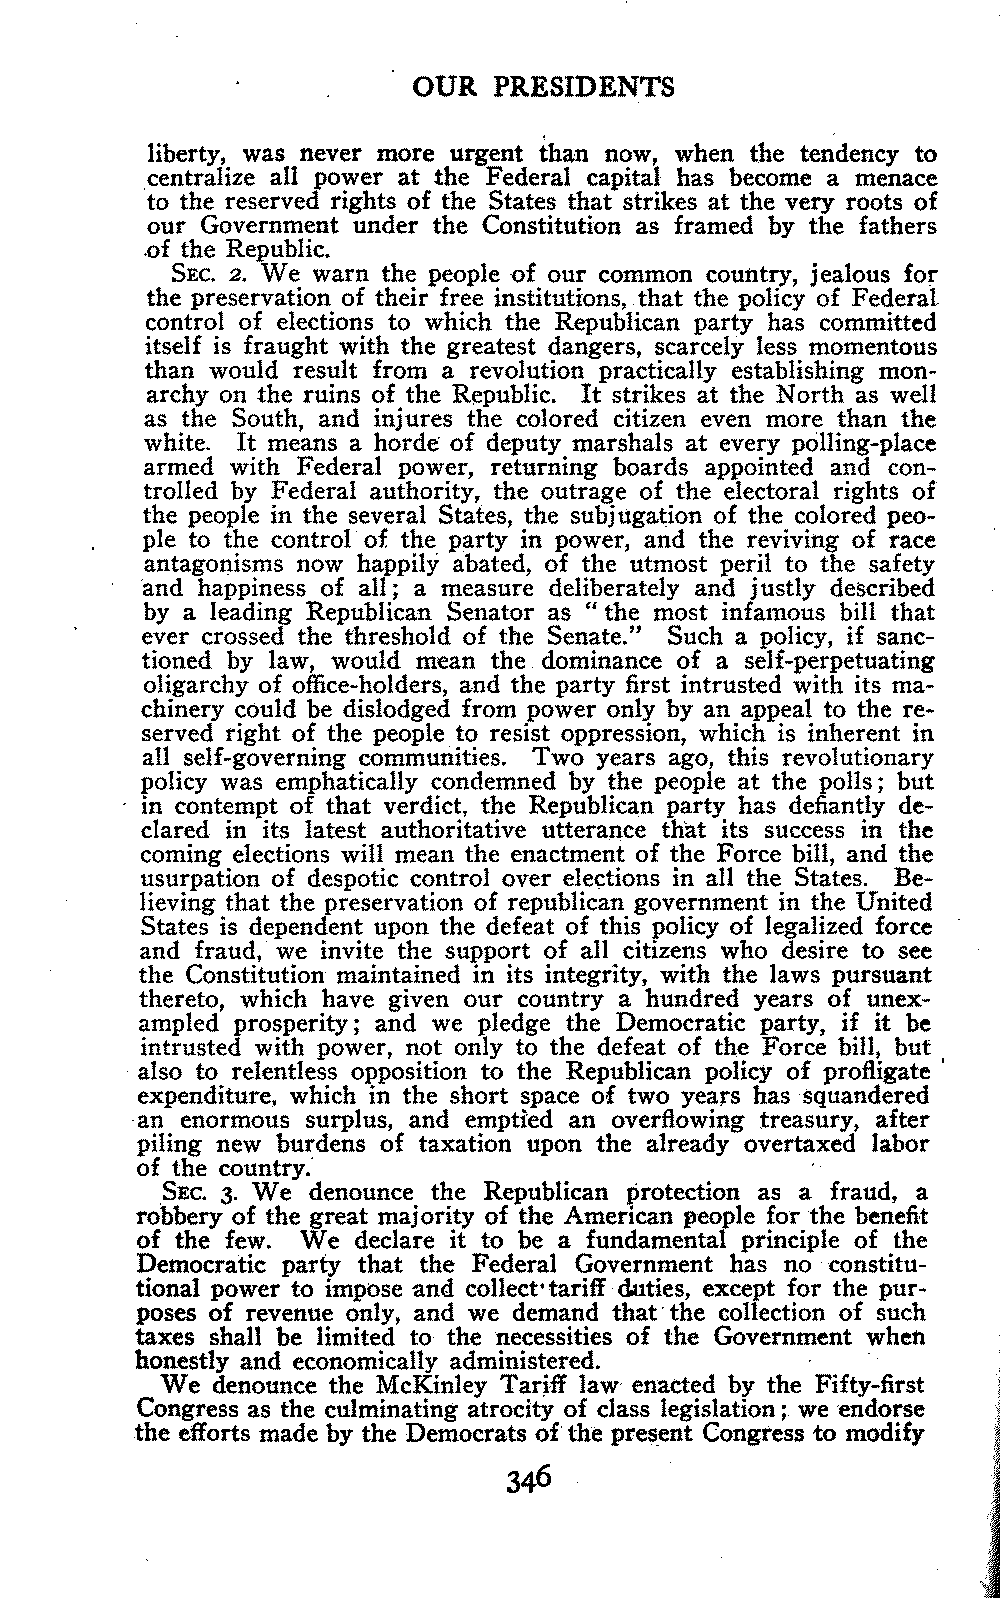 OUR PRESIDENTS
liberty, was never more urgent than now, when the tendency to
centralize all power at the Federal capital has become a menace
to the reserved rights of the States that strikes at the very roots of
our Government under the Constitution as framed by the fathers
of the Republic.
SEC. 2. We warn the people of our common country, jealous for
the preservation of their free institutions, that the policy of Federal
control of elections to which the Republican party has committed
itself is fraught with the greatest dangers, scarcely less momentous
than would result from a revolution practically establishing mon-
archy on the ruins of the Republic. It strikes at the North as well
as the South, and injures the colored citizen even more than the
white. It means a horde of deputy marshals at every polling-place
armed with Federal power, returning boards appointed and con-
trolled by Federal authority, the outrage of the electoral rights of
the people in the several States, the subjugation of the colored peo-
ple to the control of the party in power, and the reviving of race
antagonisms now happily abated, of the utmost peril to the safety
and happiness of all; a measure deliberately and justly described
by a leading Republican Senator as "the most infamous bill that
ever crossed the threshold of the Senate." Such a policy, if sanc-
tioned by law, would mean the dominance of a self-perpetuating
oligarchy of office-holders, and the party first intrusted with its ma-
chinery could be dislodged from power only by an appeal to the re-
served right of the people to resist oppression, which is inherent in
all self-governing communities. Two years ago, this revolutionary
policy was emphatically condemned by the people at the polls; but
in contempt of that verdict, the Republican party has defiantly de-
clared in its latest authoritative utterance that its success in the
coming elections will mean the enactment of the Force bill, and the
usurpation of despotic control over elections in all the States. Be-
lieving that the preservation of republican government in the United
States is dependent upon the defeat of this policy of legalized force
and fraud, we invite the support of all citizens who desire to see
the Constitution maintained in its integrity, with the laws pursuant
thereto, which have given our country a hundred years of unex-
ampled prosperity; and we pledge the Democratic party, if it be
intrusted with power, not only to the defeat of the Force bill, but
also to relentless opposition to the Republican policy of profligate
expenditure, which in the short space of two years has squandered
an enormous surplus, and emptied an overflowing treasury, after
piling new burdens of taxation upon the already overtaxed labor
of the country.
SEC. 3. We denounce the Republican protection as a fraud, a
robbery of the great majority of the American people for the benefit
of the few. We declare it to be a fundamental principle of the
Democratic party that the Federal Government has no constitu-
tional power to impose and collect tariff duties, except for the pur-
poses of revenue only, and we demand that the collection of such
taxes shall be limited to the necessities of the Government when
honestly and economically administered.
We denounce the McKinley Tariff law enacted by the Fifty-first
Congress as the culminating atrocity of class legislation; we endorse
the efforts made by the Democrats of the present Congress to modify
346